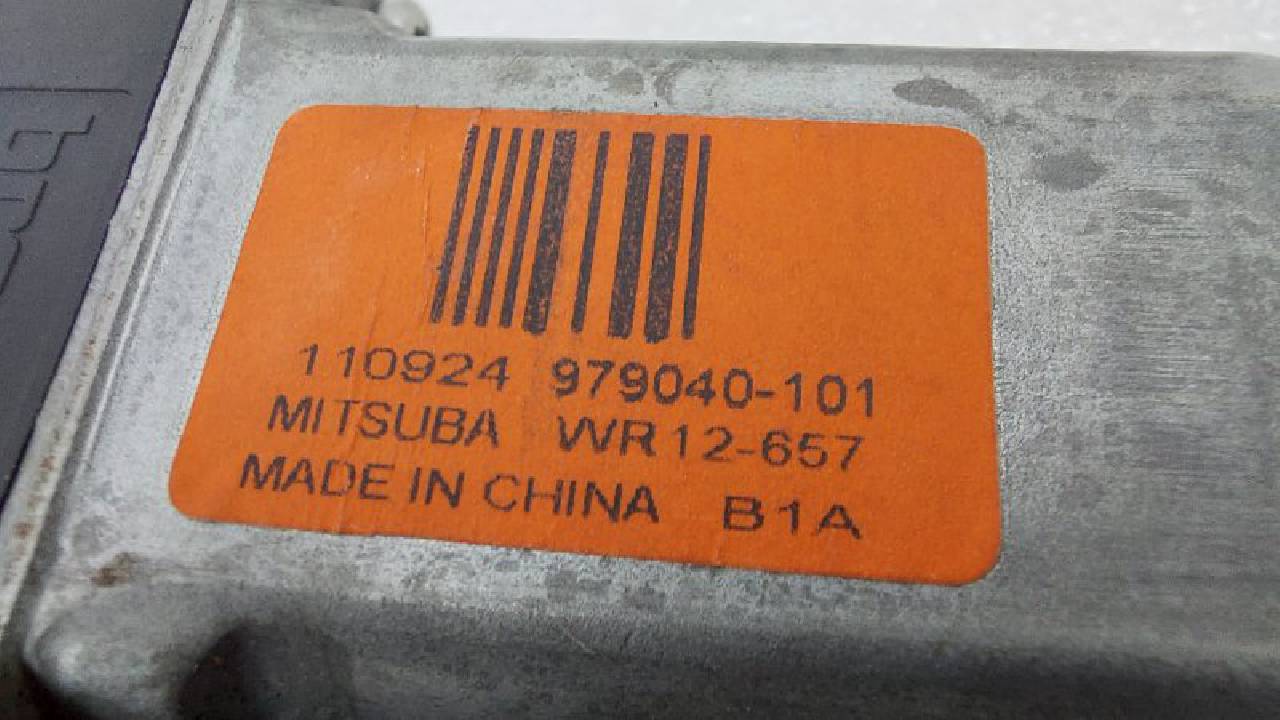 110924 979040-101
MITSUBA WR12-657
MADE IN CHINA B1A